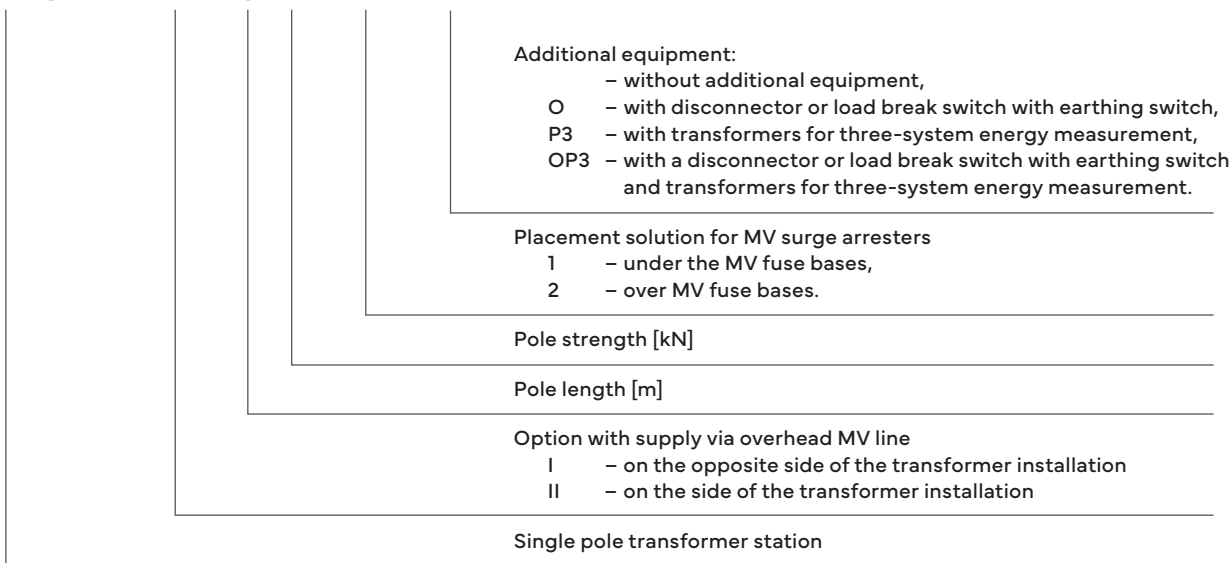 Additional equipment:
– without additional equipment,
O – with disconnector or load break switch with earthing switch,
P3 – with transformers for three-system energy measurement,
OP3 – with a disconnector or load break switch with earthing switch
and transformers for three-system energy measurement.
Placement solution for MV surge arresters
1 – under the MV fuse bases,
2 – over MV fuse bases.
Pole strength [kN]
Pole length [m]
Option with supply via overhead MV line
I – on the opposite side of the transformer installation
II – on the side of the transformer installation
Single pole transformer station